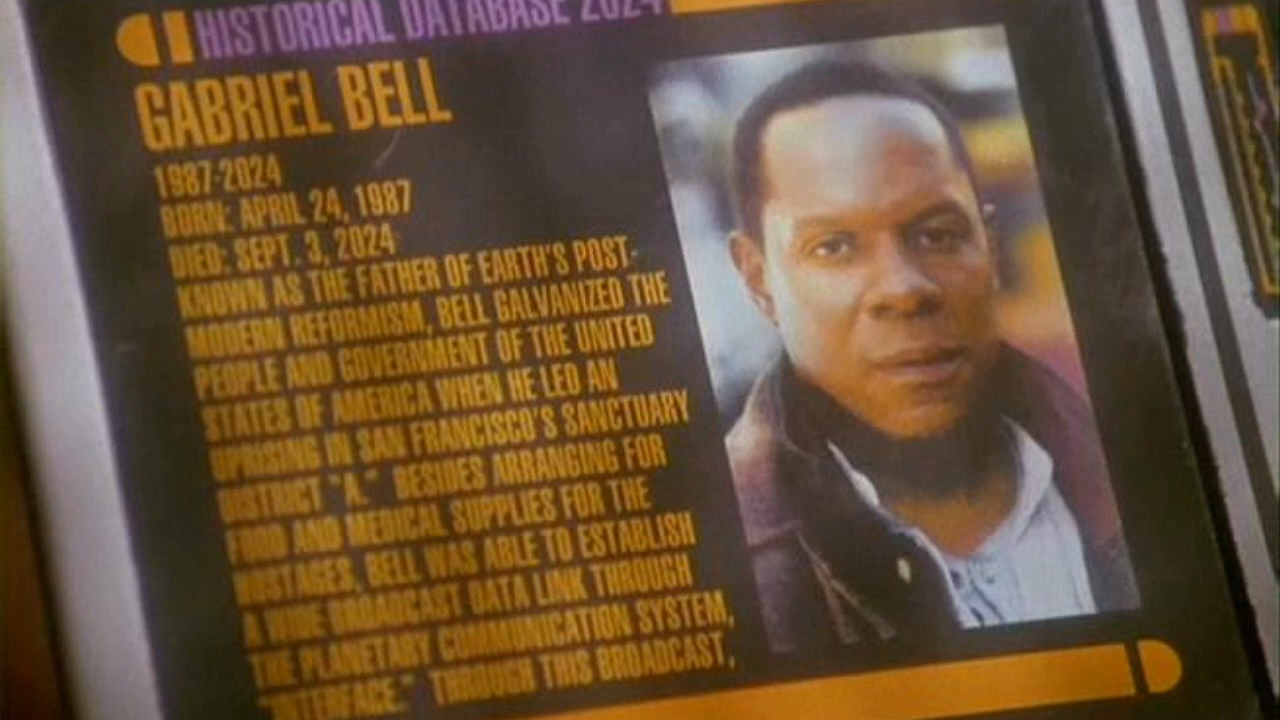 HISTORICAL DATABASE 2024
GABRIEL BELL
1987-2024
BORN: APRIL 24, 1987
DIED: SEPT. 3, 2024
KNOWN AS THE FATHER OF EARTH'S POST-
MODERN REFORMISM, BELL GALVANIZED THE
PEOPLE AND GOVERNMENT OF THE UNITED
STATES OF AMERICA WHEN HE LED AN
UPRISING IN SAN FRANCISCO'S SANCTUARY
DISTRICT "A." BESIDES ARRANGING FOR
FOOD AND MEDICAL SUPPLIES FOR THE
HOSTAGES, BELL WAS ABLE TO ESTABLISH
A WIDE BROADCAST DATA LINK THROUGH
THE PLANETARY COMMUNICATION SYSTEM,
"INTERFACE." THROUGH THIS BROADCAST,